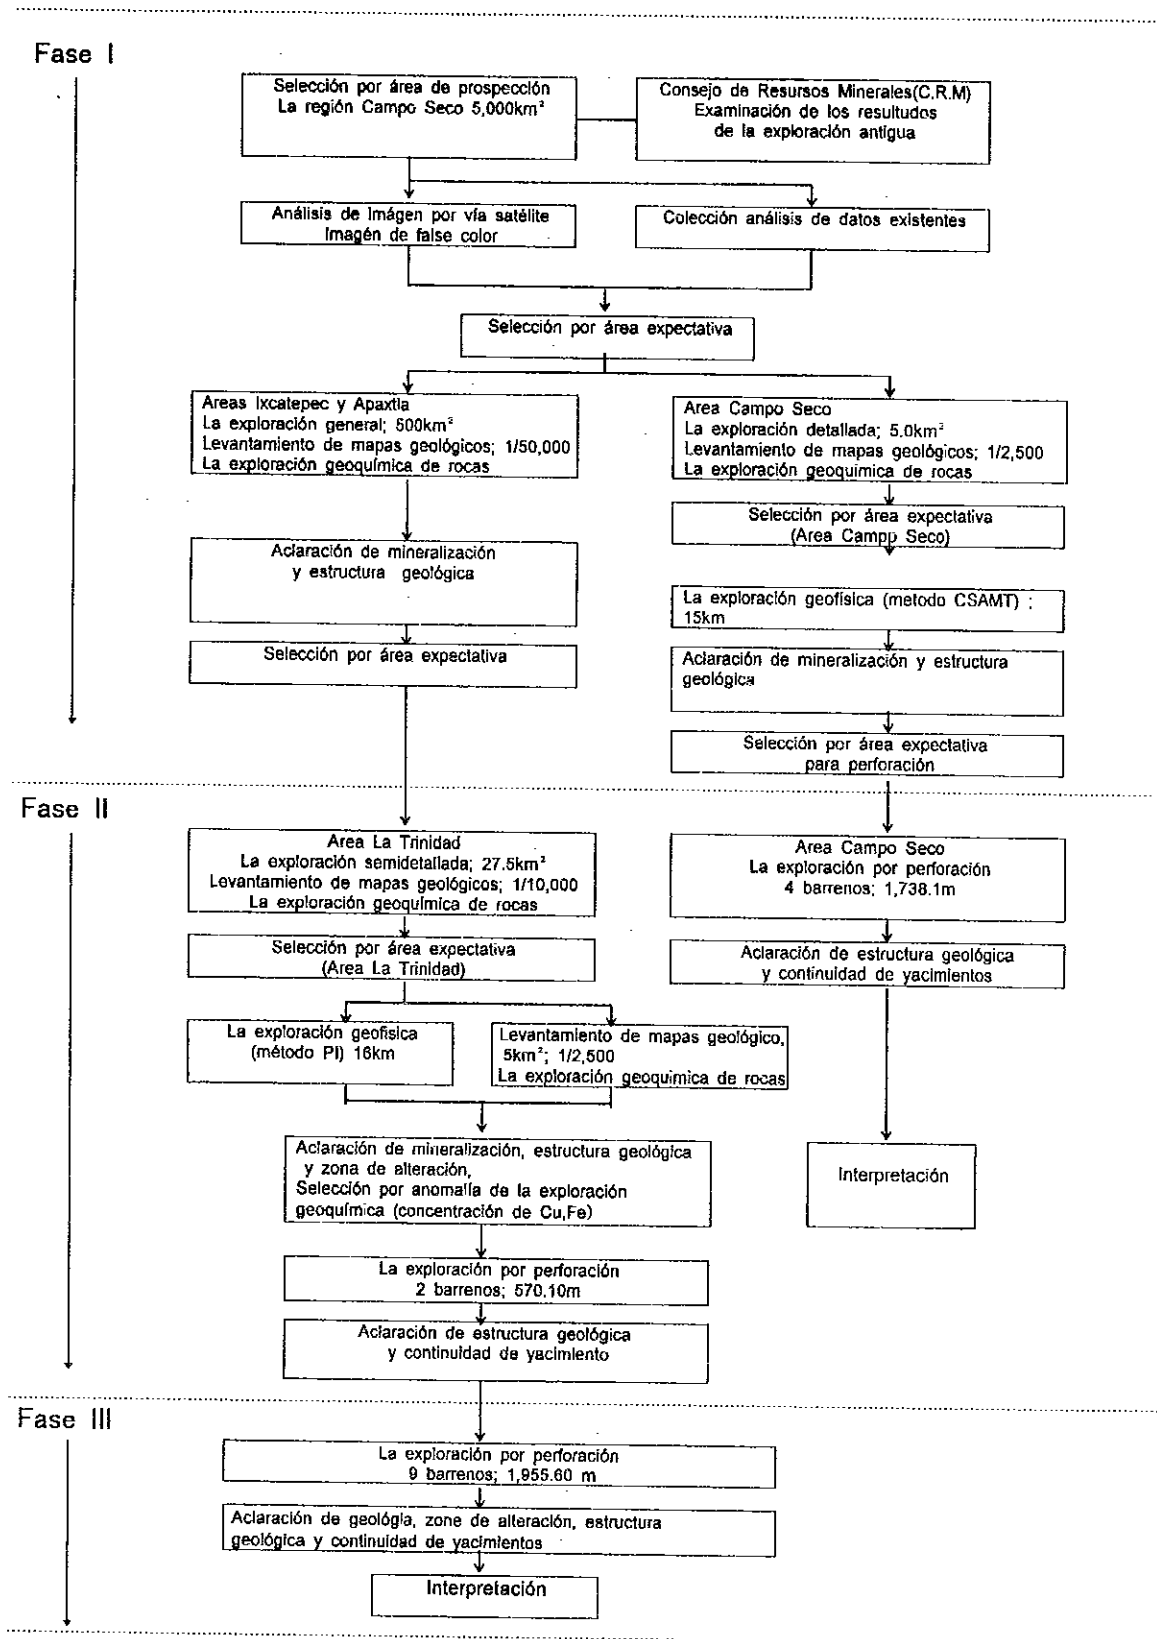 Fase I
Selección por área de prospección
La región Campo Seco 5,000km²
Consejo de Resursos Minerales(C.R.M)
Examinación de los resultudos
de la exploración antigua
Análisis de Imágen por vía satélite
Imagén de false color
Colección análisis de datos existentes
Selección por área expectativa
Areas Ixcatepec y Apaxtla
La exploración general; 500km²
Levantamiento de mapas geológicos; 1/50,000
La exploración geoquímica de rocas
Area Campo Seco
La exploración detallada; 5.0km²
Levantamiento de mapas geológicos; 1/2,500
La exploración geoquimica de rocas
Selección por área expectativa
(Area Campo Seco)
Aclaración de mineralización
y estructura geológica
La exploración geofísica (metodo CSAMT) ;
15km
Selección por área expectativa
Aclaración de mineralización y estructura
geológica
Selección por área expectativa
para perforación
Fase II
Area La Trinidad
La exploración semidetallada; 27.5km²
Levantamiento de mapas geológicos; 1/10,000
La exploración geoquímica de rocas
Area Campo Seco
La exploración por perforación
4 barrenos; 1,738.1m
Selección por área expectativa
(Area La Trinidad)
Aclaración de estructura geológica
y continuidad de yacimientos
La exploración geofísica
(método PI) 16km
Levantamiento de mapas geológico,
5km²; 1/2,500
La exploración geoquimica de rocas
Aclaración de mineralización, estructura geológica
y zona de alteración,
Selección por anomalía de la exploración
geoquímica (concentración de Cu,Fe)
Interpretación
La exploración por perforación
2 barrenos; 570.10m
Aclaración de estructura geológica
y continuidad de yacimiento
Fase III
La exploración por perforación
9 barrenos; 1,955.60 m
Aclaración de geológia, zone de alteración, estructura
geológica y continuidad de yacimientos
Interpretación